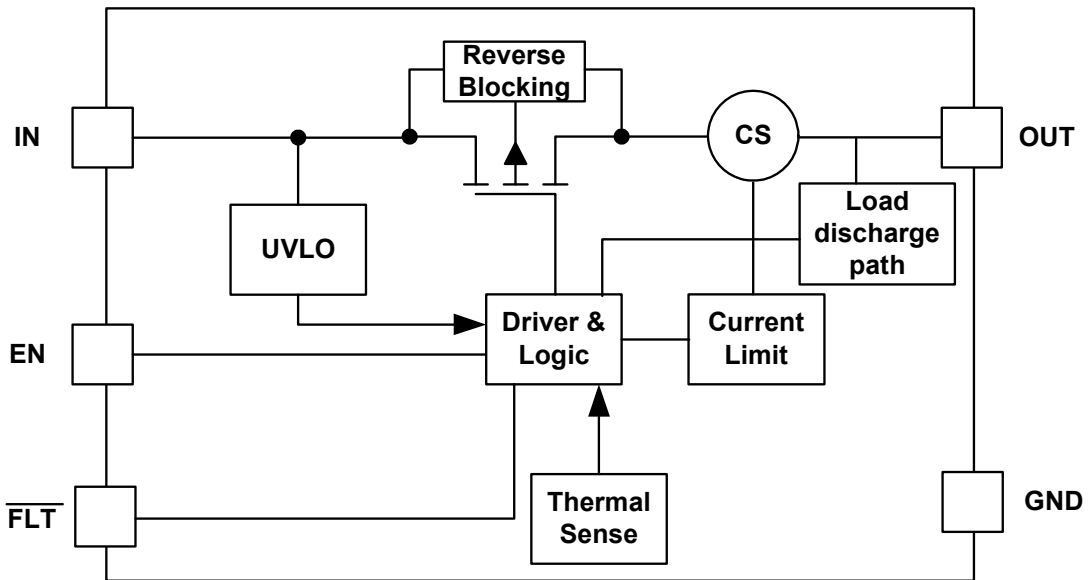 Reverse
Blocking
IN
CS
OUT
UVLO
Load
discharge
path
Driver &
Logic
Current
Limit
EN
FLT
Thermal
Sense
GND